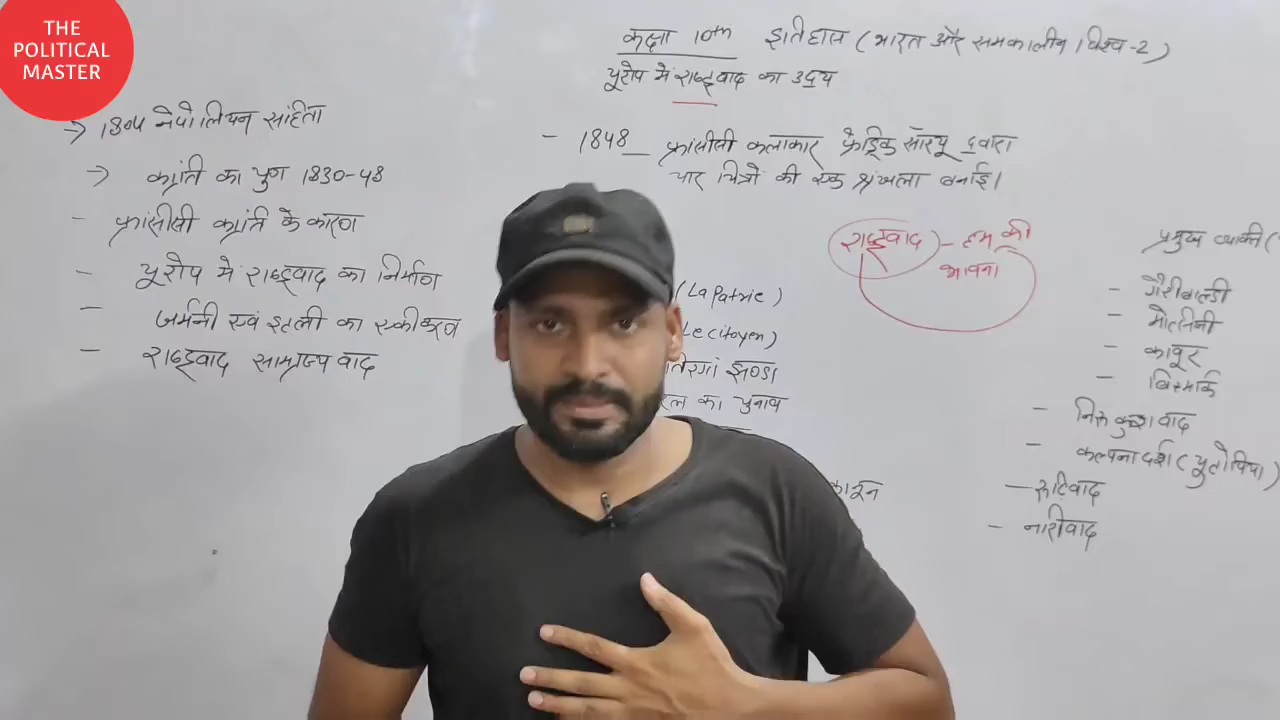 THE
POLITICAL
MASTER
कक्षा 10th इतिहास (भारत और समकालीन विश्व-2)
यूरोप में राष्ट्रवाद का उदय
→ 1804 नेपोलियन संहिता
→ क्रांति का युग 1830-48
- फ्रांसीसी क्रांति के कारण
- यूरोप में राष्ट्रवाद का निर्माण
- जर्मनी एवं इटली का एकीकरण
- राष्ट्रवाद साम्राज्यवाद
- 1848 फ्रांसीसी कलाकार फ्रेड्रिक सॉरयू द्वारा
चार चित्रों की एक श्रृंखला बनाई।
राष्ट्रवाद - हम की
भावना
(La Patrie)
Le citoyen)
तिरंगा झण्डा
का चुनाव
कानून
प्रमुख व्यक्ति (
- गैरीबाल्डी
- मेत्सिनी
- कावूर
- बिस्मार्क
- निरंकुशवाद
- कल्पनादर्श (यूतोपिया)
- रूढ़िवाद
- नारीवाद